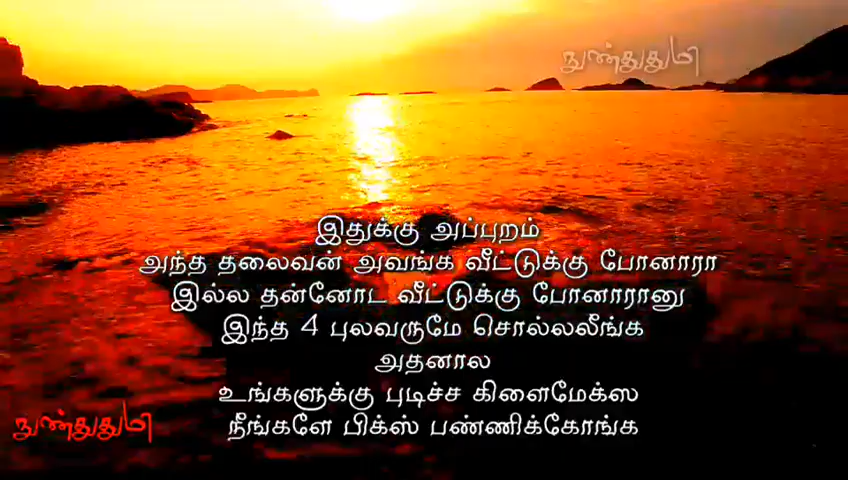 நுண்துதுமி
இதுக்கு அப்புறம்
அந்த தலைவன் அவங்க வீட்டுக்கு போனாரா
இல்ல தன்னோட வீட்டுக்கு போனாரானு
இந்த 4 புலவருமே சொல்லலீங்க
அதனால
உங்களுக்கு புடிச்ச கிளைமேக்ஸ
நீங்களே பிக்ஸ் பண்ணிக்கோங்க
நுண்துதுமி